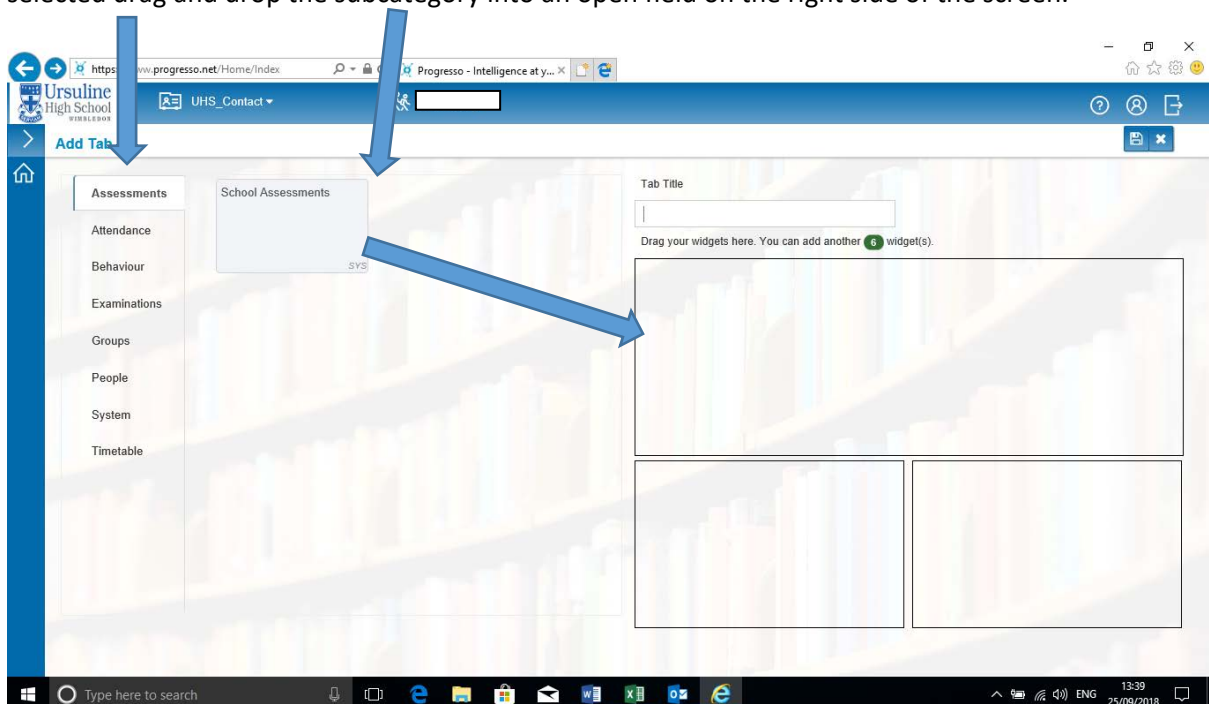 selected drag and drop the subcategory into an open field on the right side of the screen.
https ww.progresso.net/Home/Index
Progresso - Intelligence at y...
Ursuline
High School
WIMBLEDON
UHS_Contact
Add Tab
Assessments
School Assessments
SYS
Attendance
Behaviour
Examinations
Groups
People
System
Timetable
Tab Title
Drag your widgets here. You can add another 6 widget(s).
Type here to search
ENG
13:39
25/09/2018